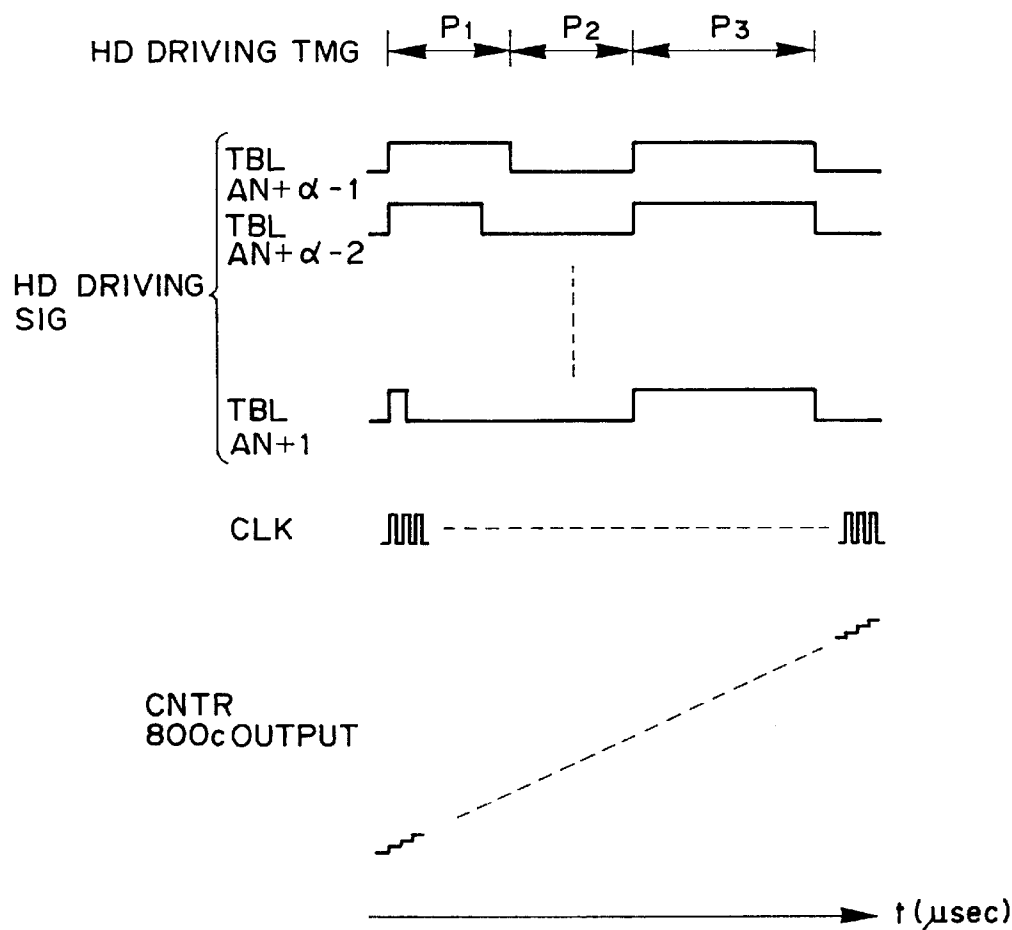 HD DRIVING TMG
P1
P2
P3
HD DRIVING
SIG
TBL
AN+α-1
TBL
AN+α-2
TBL
AN+1
CLK
CNTR
800c OUTPUT
t (μsec)